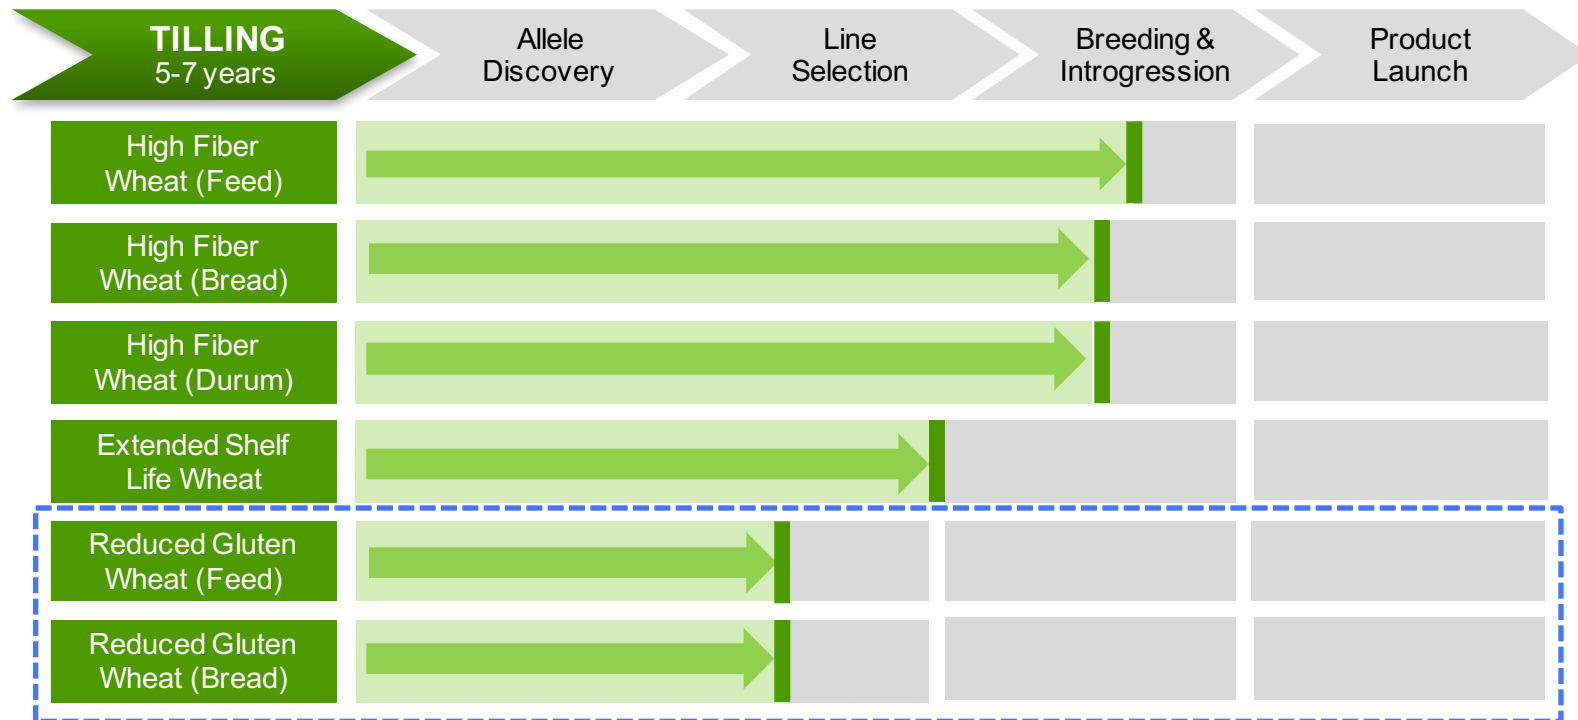 TILLING
5-7 years
Allele
Discovery
Line
Selection
Breeding &
Introgression
Product
Launch
High Fiber
Wheat (Feed)
High Fiber
Wheat (Bread)
High Fiber
Wheat (Durum)
Extended Shelf
Life Wheat
Reduced Gluten
Wheat (Feed)
Reduced Gluten
Wheat (Bread)